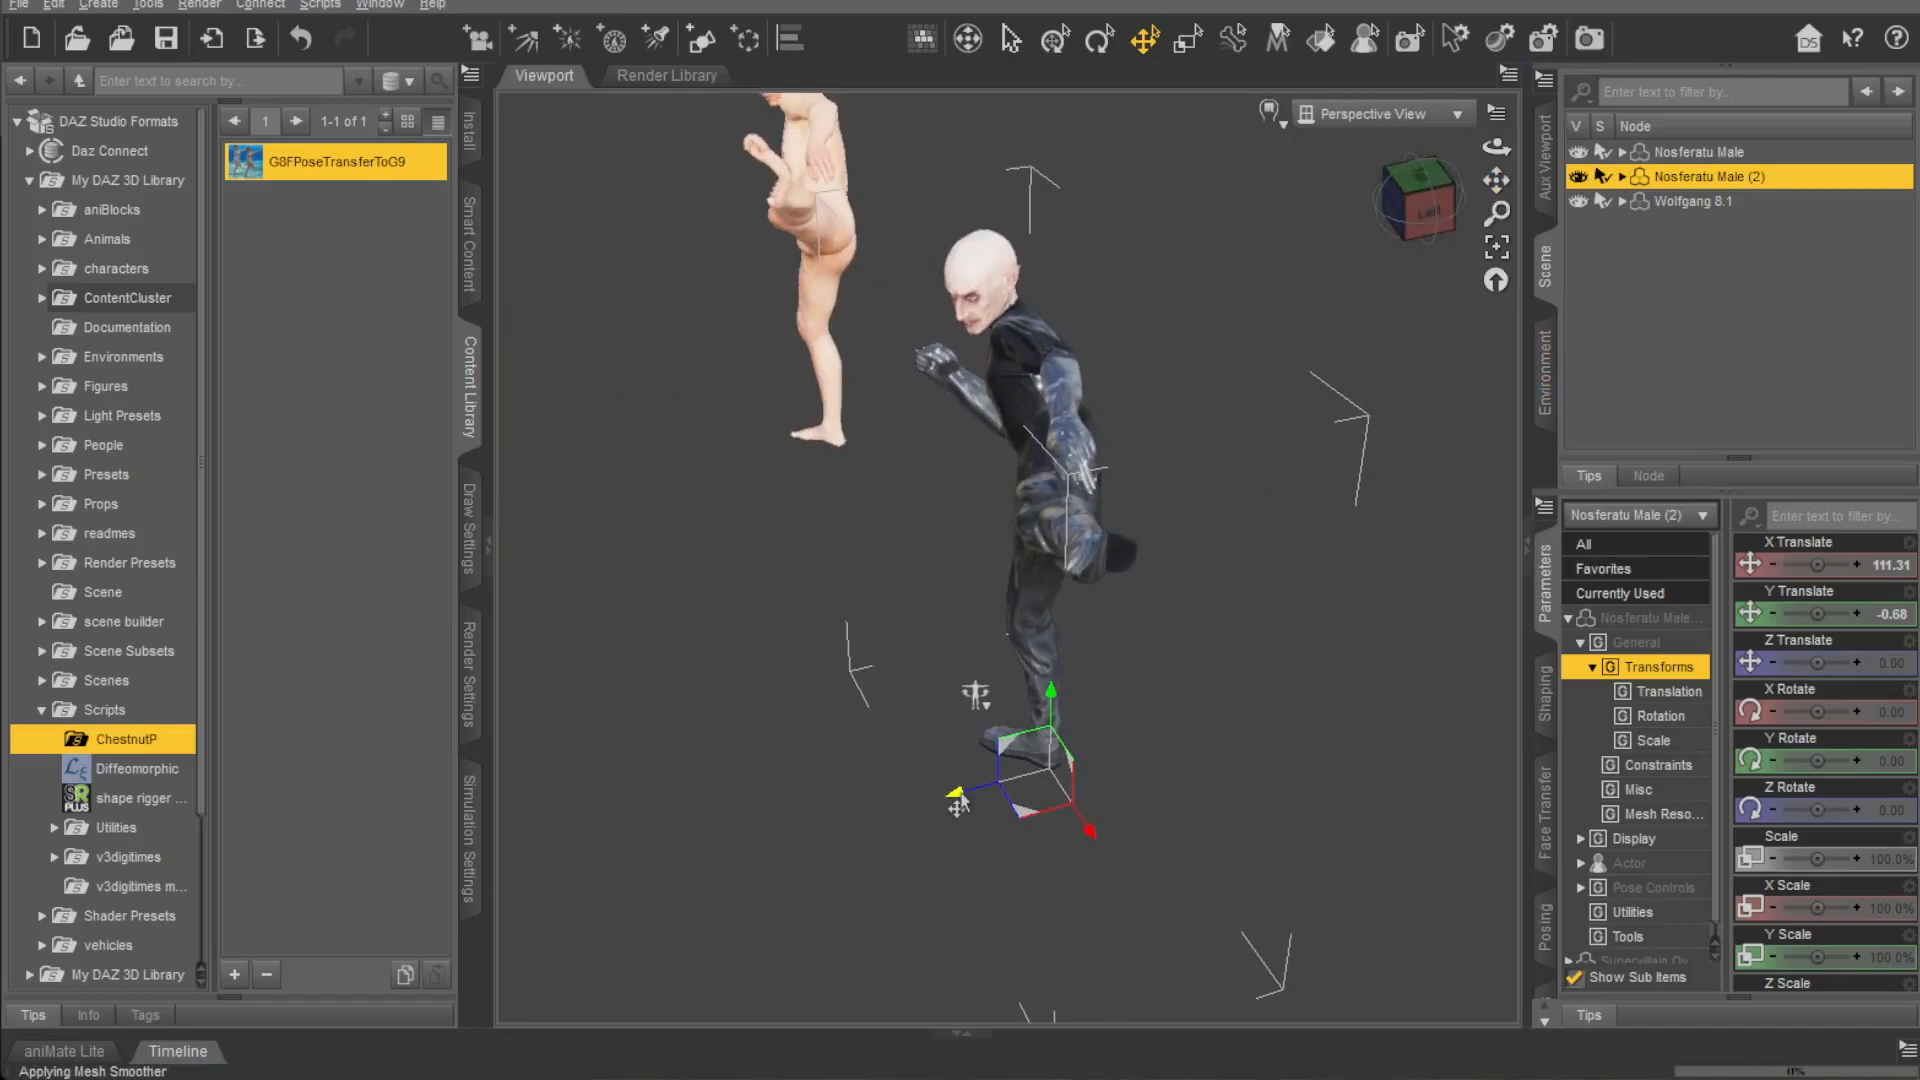 File Edit Create Tools Render Connect Scripts Window Help
Enter text to search by...
Viewport
Render Library
DAZ Studio Formats
Daz Connect
My DAZ 3D Library
aniBlocks
Animals
characters
ContentCluster
Documentation
Environments
Figures
Light Presets
People
Presets
Props
readmes
Render Presets
Scene
scene builder
Scene Subsets
Scenes
Scripts
ChestnutP
Diffeomorphic
shape rigger ...
Utilities
v3digitimes
v3digitimes m...
Shader Presets
vehicles
My DAZ 3D Library
1
1-1 of 1
G8FPoseTransferToG9
Install
Smart Content
Content Library
Draw Settings
Render Settings
Simulation Settings
Perspective View
Aux Viewport
Scene
Environment
Enter text to filter by...
V S Node
Nosferatu Male
Nosferatu Male (2)
Wolfgang 8.1
Tips
Node
Parameters
Shaping
Face Transfer
Posing
Nosferatu Male (2)
Enter text to filter by...
All
Favorites
Currently Used
Nosferatu Male...
General
Transforms
Translation
Rotation
Scale
Constraints
Misc
Mesh Reso...
Display
Actor
Pose Controls
Utilities
Tools
Supervillain Ov
Show Sub Items
X Translate
111.31
Y Translate
-0.68
Z Translate
0.00
X Rotate
0.00
Y Rotate
0.00
Z Rotate
0.00
Scale
100.0%
X Scale
100.0%
Y Scale
100.0%
Z Scale
Tips
Tips
Info
Tags
aniMate Lite
Timeline
Applying Mesh Smoother
0%